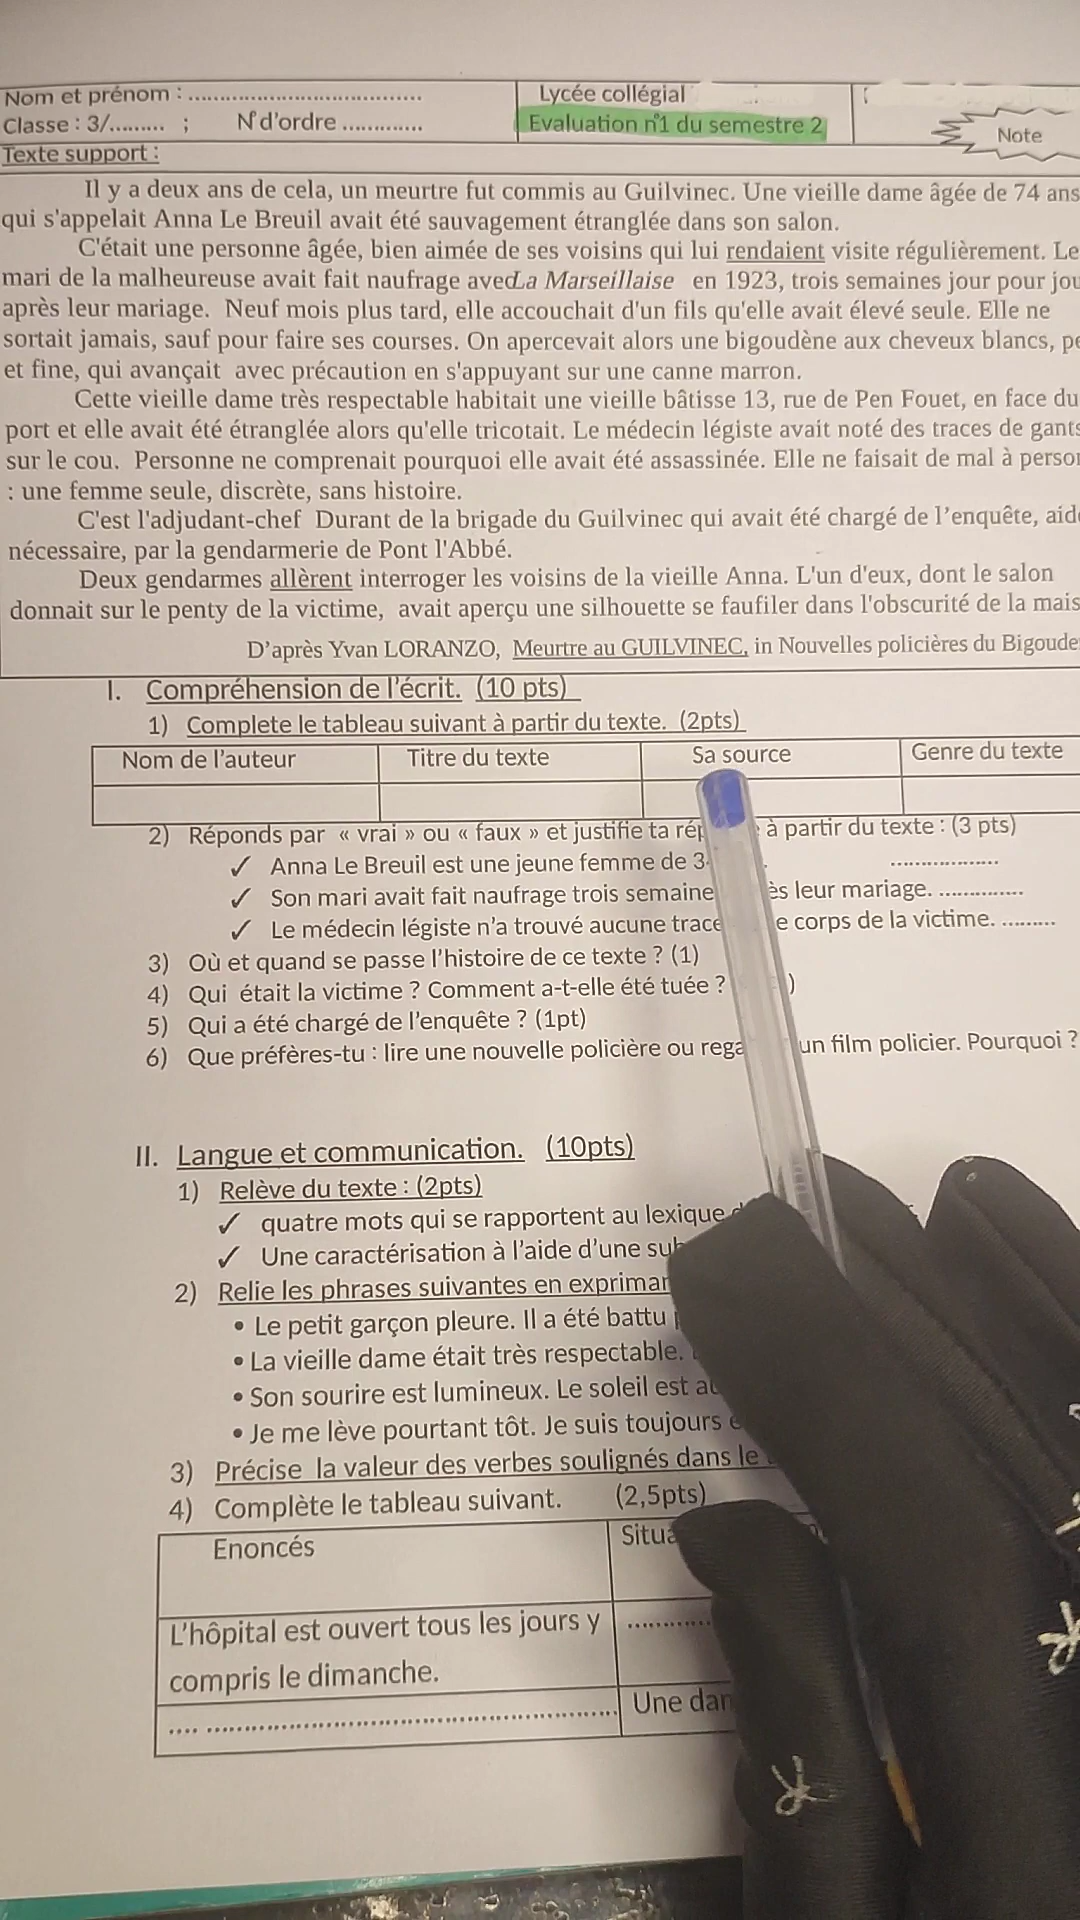 Nom et prénom : .....................................
Lycée collégial
Classe : 3/......... ; N°d'ordre .............
Evaluation n°1 du semestre 2
Note
Texte support :
Il y a deux ans de cela, un meurtre fut commis au Guilvinec. Une vieille dame âgée de 74 ans
qui s'appelait Anna Le Breuil avait été sauvagement étranglée dans son salon.
C'était une personne âgée, bien aimée de ses voisins qui lui rendaient visite régulièrement. Le
mari de la malheureuse avait fait naufrage avec La Marseillaise en 1923, trois semaines jour pour
après leur mariage. Neuf mois plus tard, elle accouchait d'un fils qu'elle avait élevé seule. Elle ne
sortait jamais, sauf pour faire ses courses. On apercevait alors une bigoudène aux cheveux blancs,
et fine, qui avançait avec précaution en s'appuyant sur une canne marron.
Cette vieille dame très respectable habitait une vieille bâtisse 13, rue de Pen Fouet, en face du
port et elle avait été étranglée alors qu'elle tricotait. Le médecin légiste avait noté des traces de gants
sur le cou. Personne ne comprenait pourquoi elle avait été assassinée. Elle ne faisait de mal à
: une femme seule, discrète, sans histoire.
C'est l'adjudant-chef Durant de la brigade du Guilvinec qui avait été chargé de l'enquête,
nécessaire, par la gendarmerie de Pont l'Abbé.
Deux gendarmes allèrent interroger les voisins de la vieille Anna. L'un d'eux, dont le salon
donnait sur le penty de la victime, avait aperçu une silhouette se faufiler dans l'obscurité de la
D'après Yvan LORANZO, Meurtre au GUILVINEC, in Nouvelles policières du
I. Compréhension de l'écrit. (10 pts)
1) Complete le tableau suivant à partir du texte. (2pts)
Nom de l'auteur Titre du texte Sa source Genre du texte
2) Réponds par « vrai » ou « faux » et justifie ta à partir du texte : (3 pts)
✓ Anna Le Breuil est une jeune femme de ..................
✓ Son mari avait fait naufrage trois leur mariage. ..............
✓ Le médecin légiste n'a trouvé aucune corps de la victime. .........
3) Où et quand se passe l'histoire de ce texte ? (1)
4) Qui était la victime ? Comment a-t-elle été tuée ? )
5) Qui a été chargé de l'enquête ? (1pt)
6) Que préfères-tu : lire une nouvelle policière ou un film policier. Pourquoi ?
II. Langue et communication. (10pts)
1) Relève du texte : (2pts)
✓ quatre mots qui se rapportent au lexique
✓ Une caractérisation à l'aide d'une
2) Relie les phrases suivantes en
• Le petit garçon pleure. Il a été battu
• La vieille dame était très respectable.
• Son sourire est lumineux. Le soleil est
• Je me lève pourtant tôt. Je suis toujours
3) Précise la valeur des verbes soulignés dans le
4) Complète le tableau suivant. (2,5pts)
Enoncés
L'hôpital est ouvert tous les jours y ............
compris le dimanche.
.... ...................................................... Une